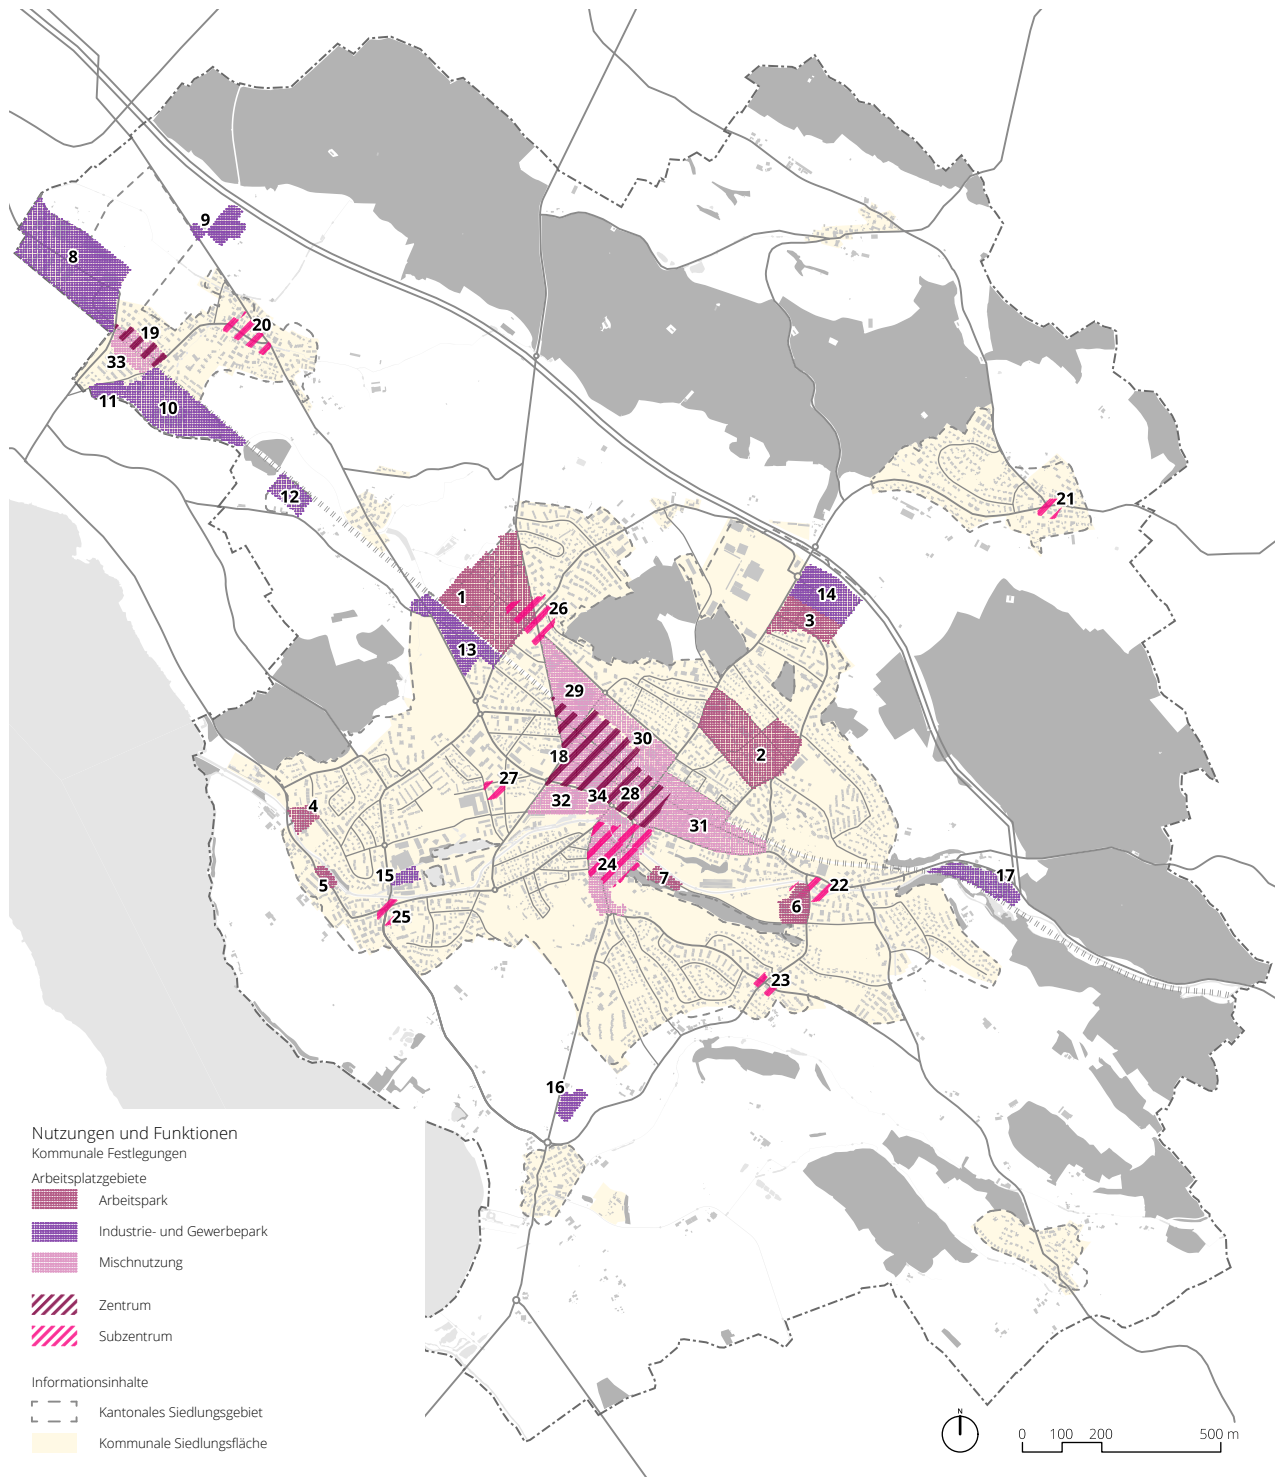 9
8
20
19
33
11
10
12
21
1
26
14
3
13
29
30
18
2
27
34
28
32
4
31
24
7
15
5
22
17
6
25
23
16
Nutzungen und Funktionen
Kommunale Festlegungen
Arbeitsplatzgebiete
Arbeitspark
Industrie- und Gewerbepark
Mischnutzung
Zentrum
Subzentrum
Informationsinhalte
Kantonales Siedlungsgebiet
Kommunale Siedlungsfläche
N
0 100 200 500 m